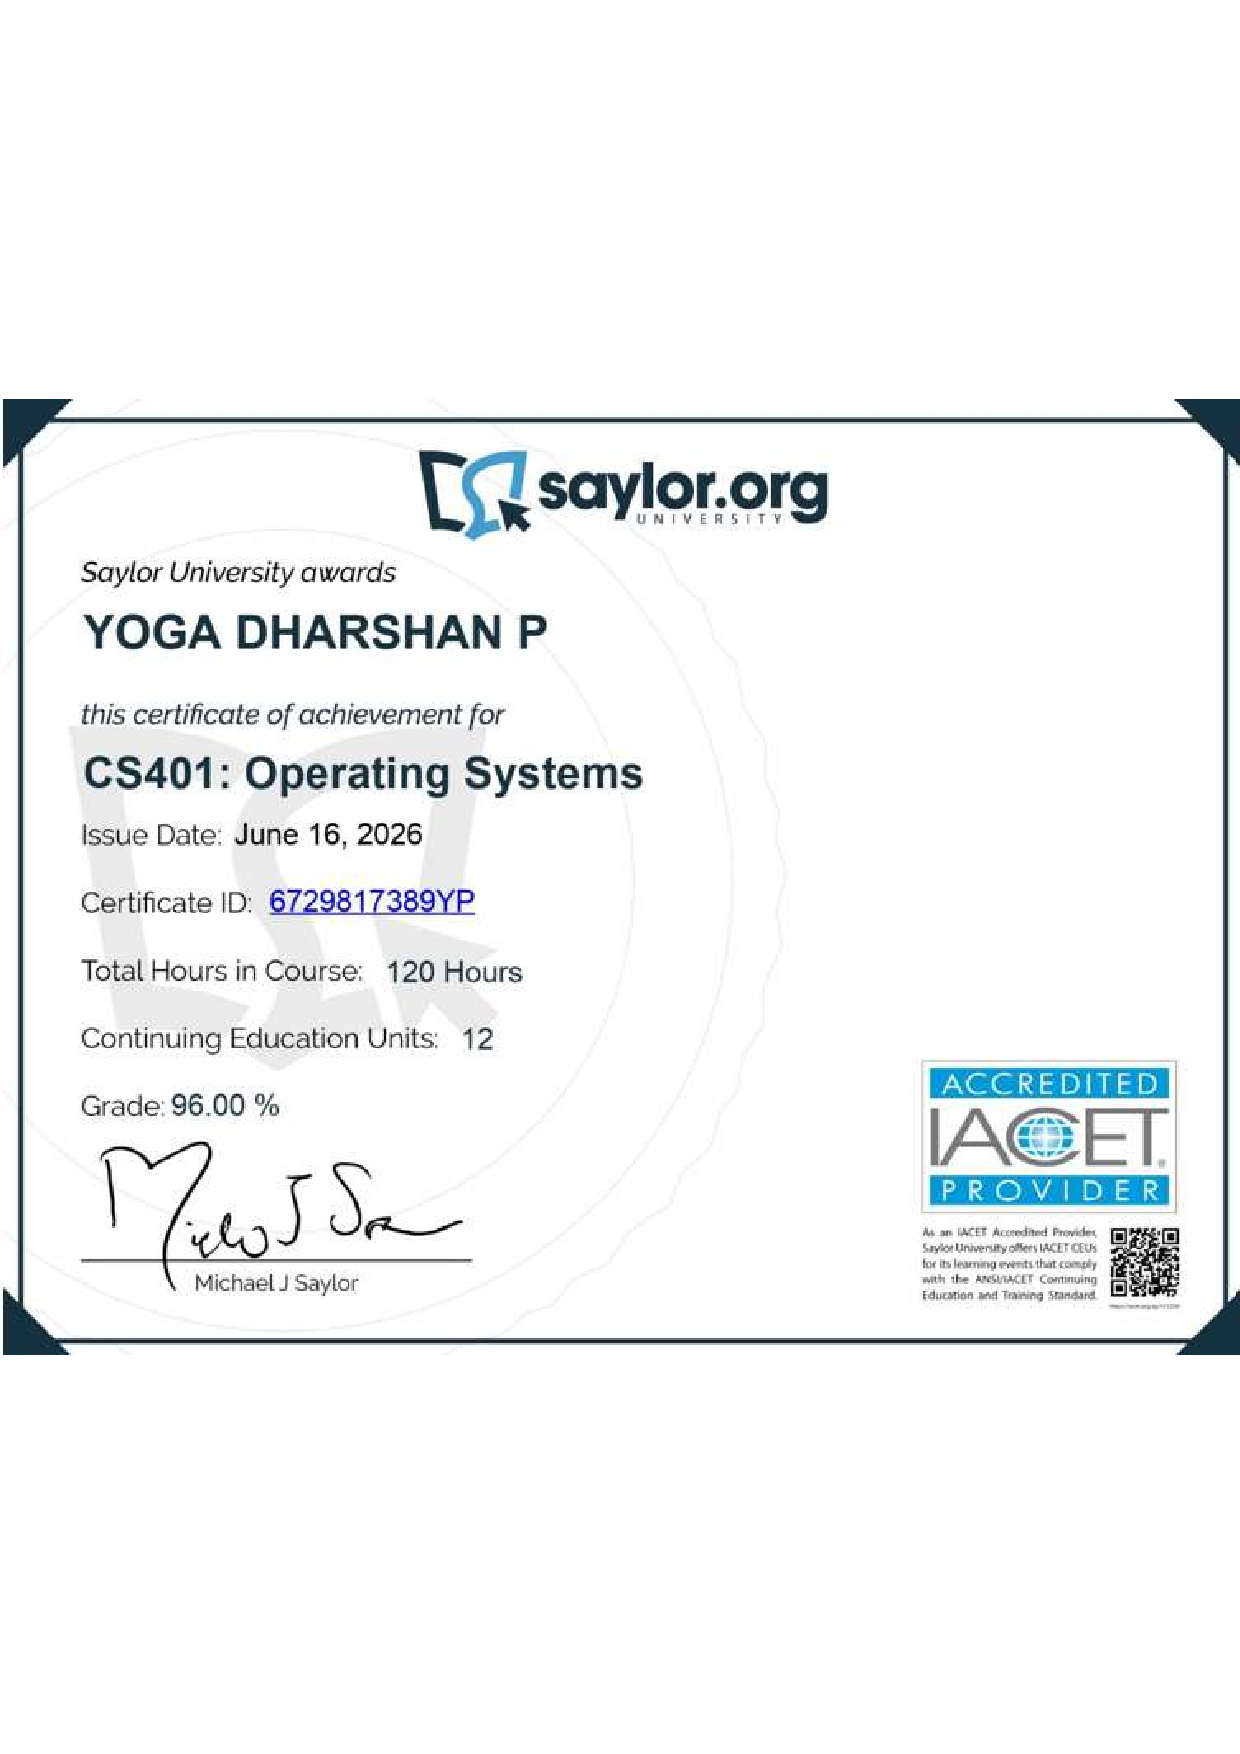 saylor.org
UNIVERSITY
Saylor University awards
YOGA DHARSHAN P
this certificate of achievement for
CS401: Operating Systems
Issue Date: June 16, 2026
Certificate ID: 6729817389YP
Total Hours in Course: 120 Hours
Continuing Education Units: 12
Grade: 96.00 %
Michael J Saylor
ACCREDITED
IACET®
PROVIDER
As an IACET Accredited Provider,
Saylor University offers IACET CEUs
for its learning events that comply
with the ANSI/IACET Continuing
Education and Training Standard.